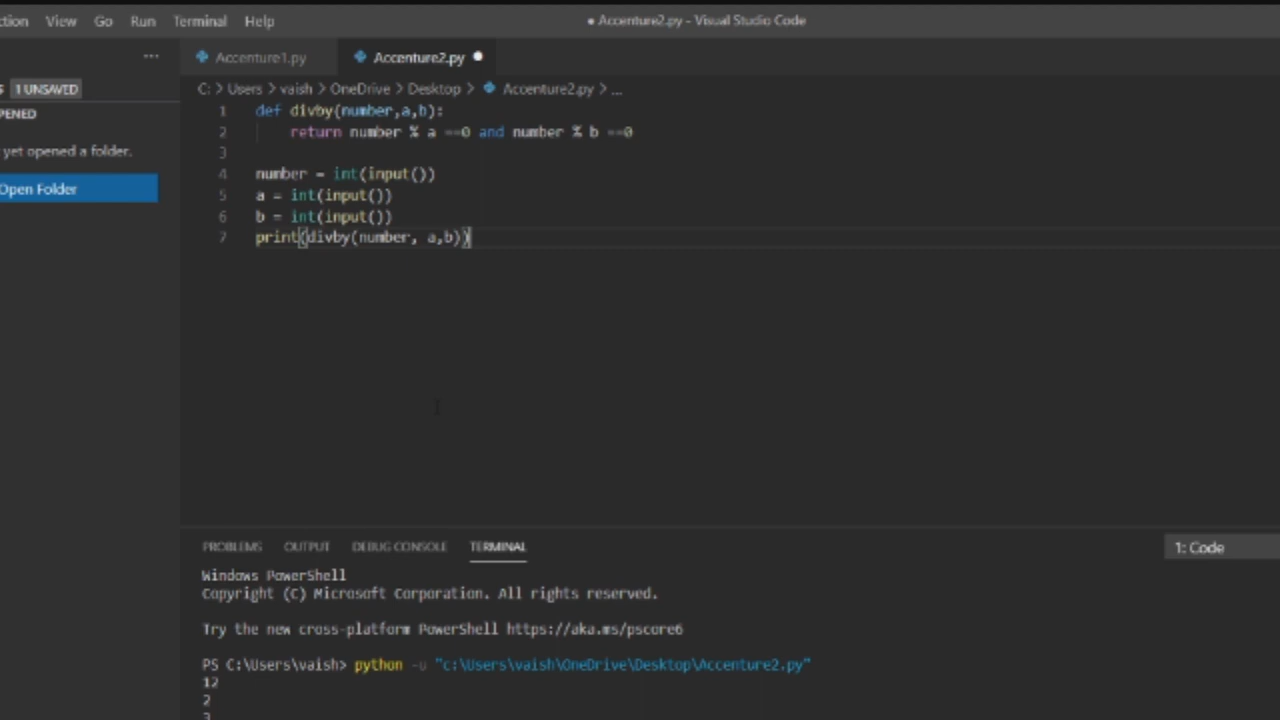 ction View Go Run Terminal Help
● Accenture2.py - Visual Studio Code
Accenture1.py Accenture2.py ●
1 UNSAVED
C: > Users > vaish > OneDrive > Desktop > Accenture2.py > ...
PENED
yet opened a folder.
Open Folder
1 def divby(number,a,b):
2 return number % a ==0 and number % b ==0
3
4 number = int(input())
5 a = int(input())
6 b = int(input())
7 print(divby(number, a,b))
PROBLEMS OUTPUT DEBUG CONSOLE TERMINAL
1: Code
Windows PowerShell
Copyright (C) Microsoft Corporation. All rights reserved.
Try the new cross-platform PowerShell https://aka.ms/pscore6
PS C:\Users\vaish> python -u "c:\Users\vaish\OneDrive\Desktop\Accenture2.py"
12
2
3